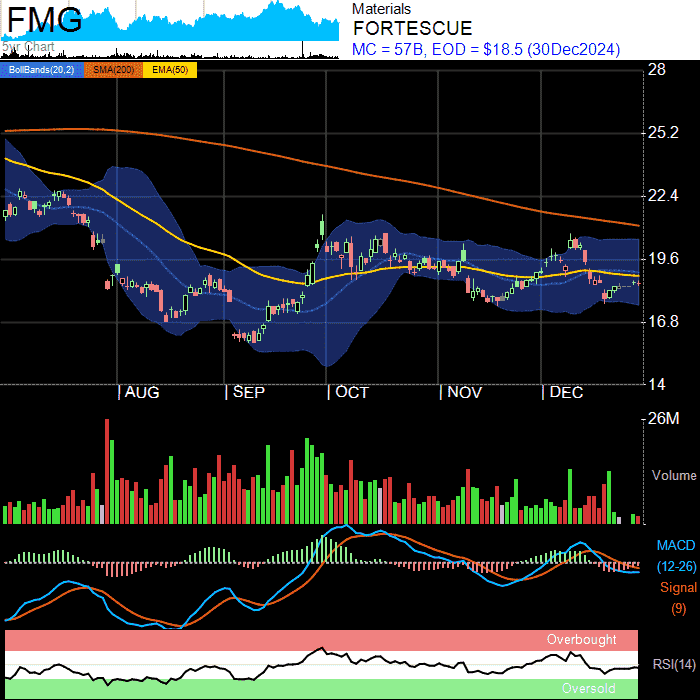 FMG
5yr Chart
Materials
FORTESCUE
MC = 57B, EOD = $18.5 (30Dec2024)
BollBands(20,2) SMA(200) EMA(50)
28
25.2
22.4
19.6
16.8
14
AUG SEP OCT NOV DEC
26M
Volume
MACD
(12-26)
Signal
(9)
Overbought
RSI(14)
Oversold